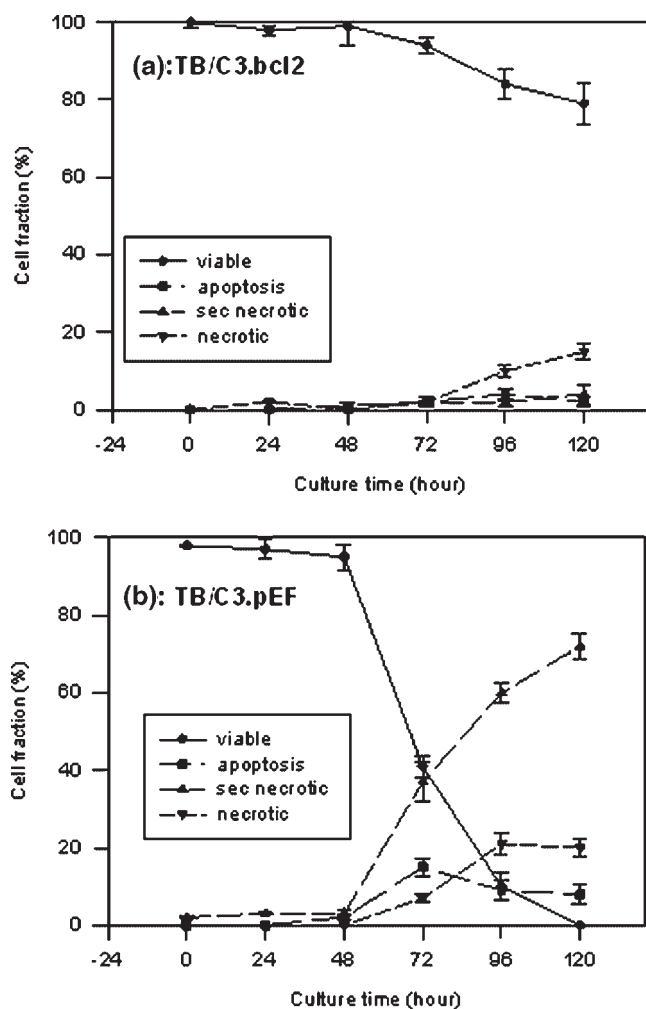 100
80
60
40
20
0
Cell fraction (%)
(a):TB/C3.bcl2
viable
apoptosis
sec necrotic
necrotic
-24 0 24 48 72 96 120
Culture time (hour)
100
80
60
40
20
0
Cell fraction (%)
(b): TB/C3.pEF
viable
apoptosis
sec necrotic
necrotic
-24 0 24 48 72 96 120
Culture time (hour)